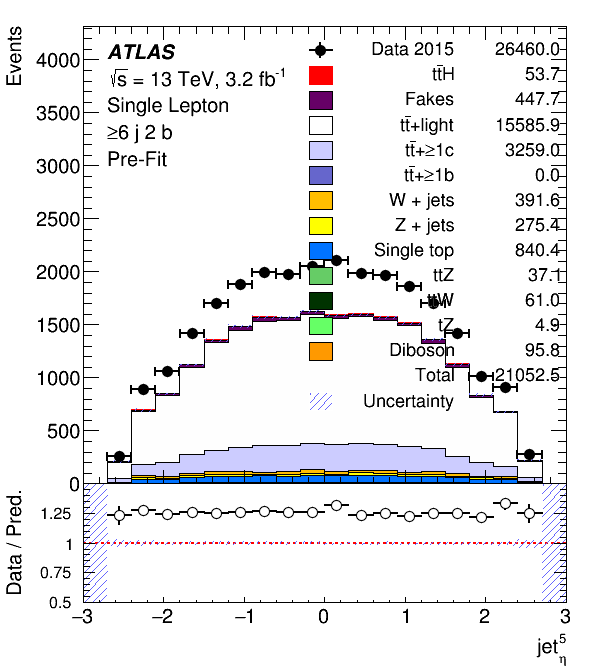 Events
ATLAS
√s = 13 TeV, 3.2 fb-1
Single Lepton
≥6 j 2 b
Pre-Fit
Data 2015 26460.0
tt̄H 53.7
Fakes 447.7
tt̄+light 15585.9
tt̄+≥1c 3259.0
tt̄+≥1b 0.0
W + jets 391.6
Z + jets 275.4
Single top 840.4
ttZ 37.1
ttW 61.0
tZ 4.9
Diboson 95.8
Total 21052.5
Uncertainty
4000
3500
3000
2500
2000
1500
1000
500
0
Data / Pred.
1.25
1
0.75
0.5
−3 −2 −1 0 1 2 3
jet5η